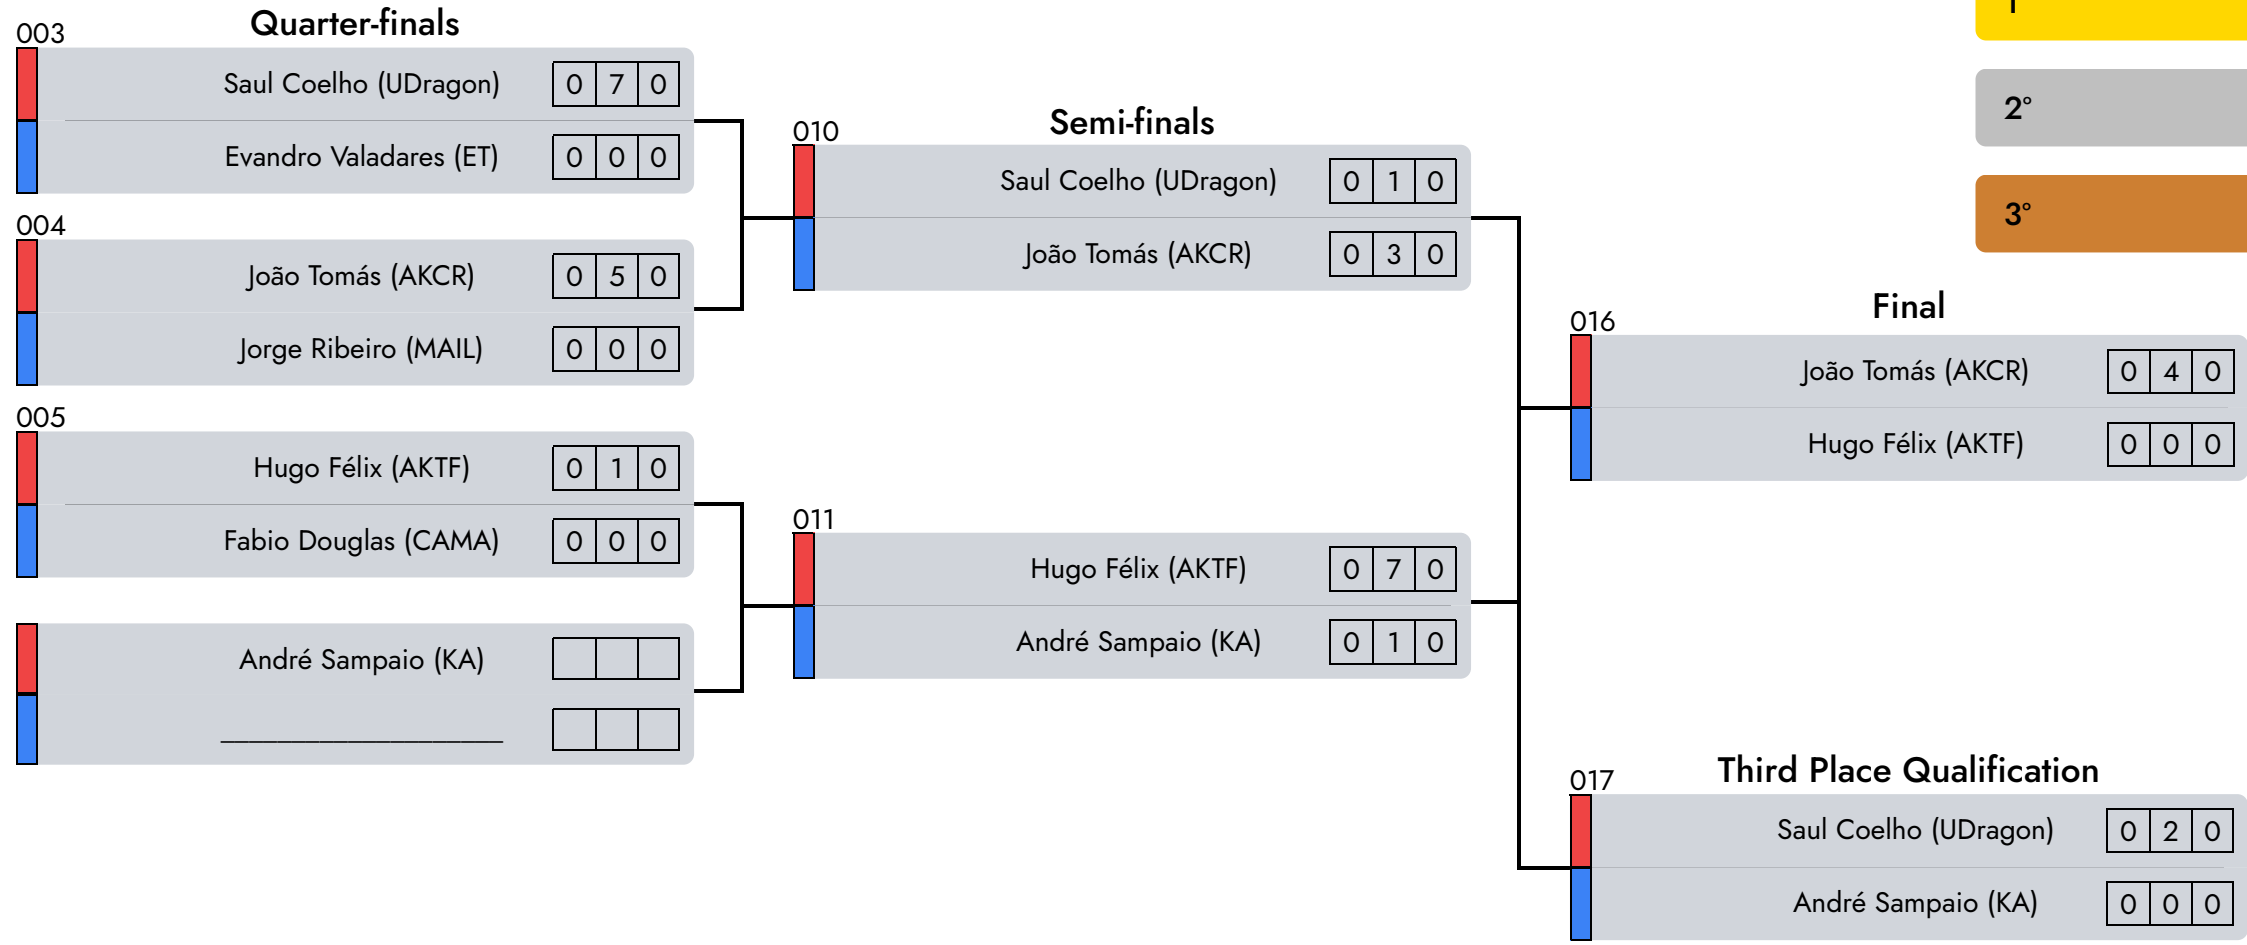 Quarter-finals
003
Saul Coelho (UDragon) 0 7 0
Evandro Valadares (ET) 0 0 0
004
João Tomás (AKCR) 0 5 0
Jorge Ribeiro (MAIL) 0 0 0
005
Hugo Félix (AKTF) 0 1 0
Fabio Douglas (CAMA) 0 0 0
André Sampaio (KA)
Semi-finals
010
Saul Coelho (UDragon) 0 1 0
João Tomás (AKCR) 0 3 0
011
Hugo Félix (AKTF) 0 7 0
André Sampaio (KA) 0 1 0
2°
3°
Final
016
João Tomás (AKCR) 0 4 0
Hugo Félix (AKTF) 0 0 0
Third Place Qualification
017
Saul Coelho (UDragon) 0 2 0
André Sampaio (KA) 0 0 0